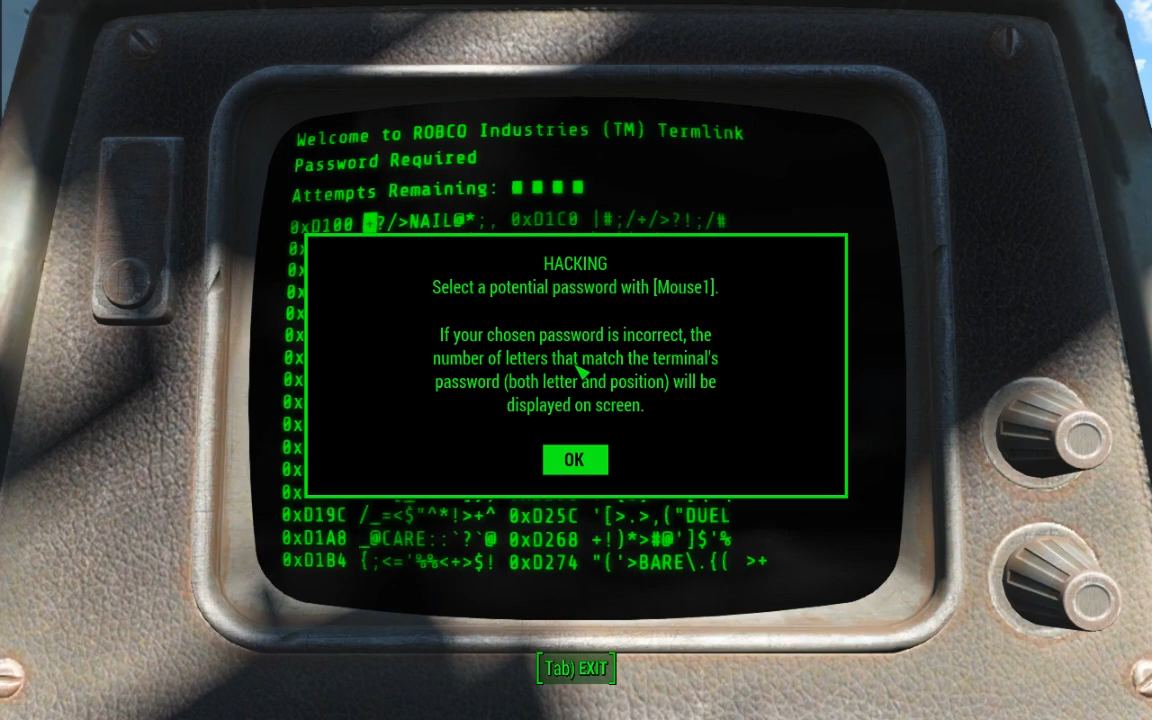 Welcome to ROBCO Industries (TM) Termlink
Password Required
Attempts Remaining: ■ ■ ■ ■
0xD100 +?/>NAIL@*;, 0xD1C0 |#;/+/>?!;/#
HACKING
Select a potential password with [Mouse1].
If your chosen password is incorrect, the
number of letters that match the terminal's
password (both letter and position) will be
displayed on screen.
OK
0xD19C /_=<$"^*!>+^ 0xD25C '[>.>,("DUEL
0xD1A8 _@CARE::`?`@ 0xD268 +!)*>#@']$'%
0xD1B4 {;<='%%<+>$! 0xD274 "('>BARE\.{( >+
[Tab) EXIT]